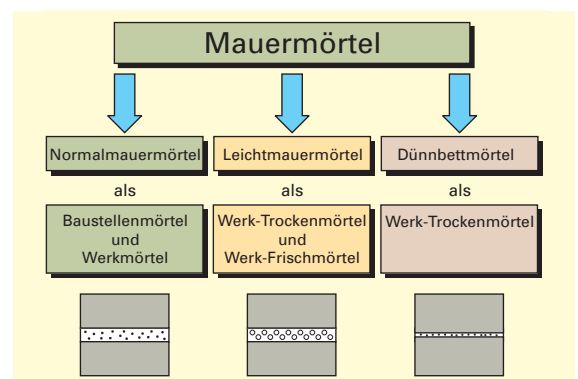 Mauermörtel
Normalmauermörtel
Leichtmauermörtel
Dünnbettmörtel
als
als
als
Baustellenmörtel
und
Werkmörtel
Werk-Trockenmörtel
und
Werk-Frischmörtel
Werk-Trockenmörtel